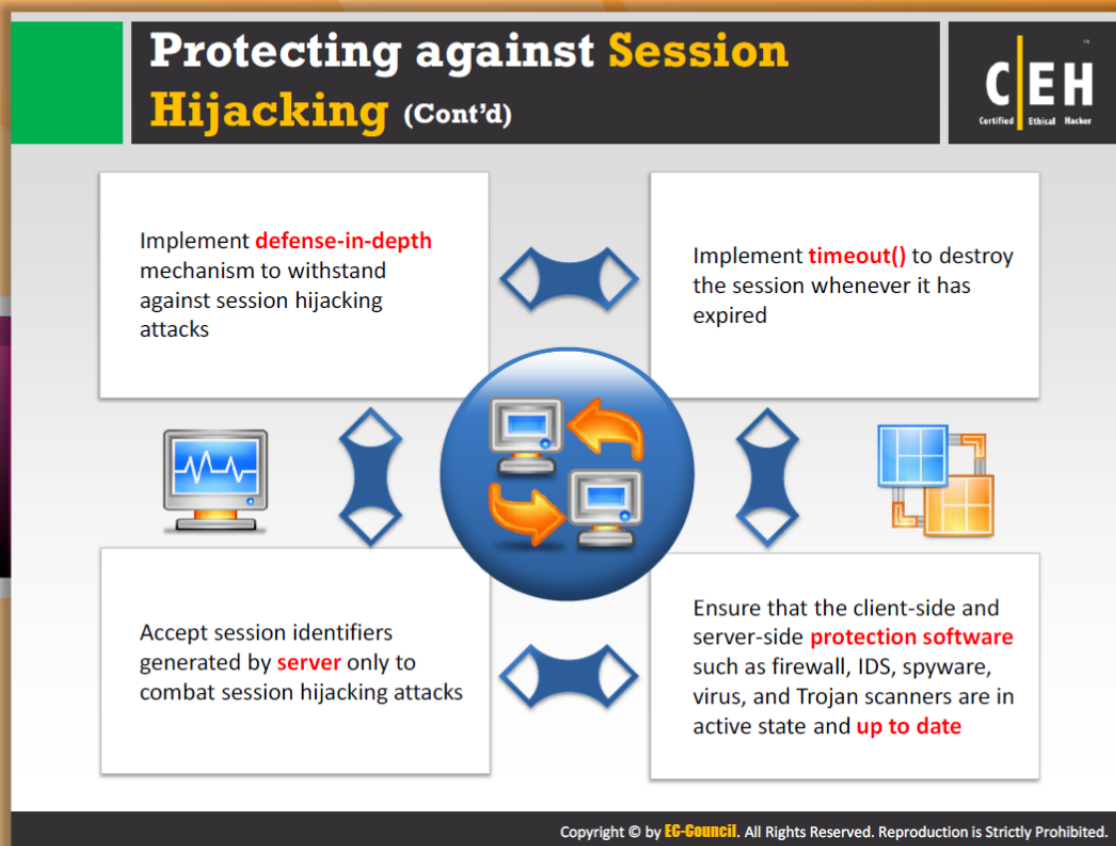 Protecting against Session
Hijacking (Cont'd)
C|EH
™
Certified Ethical Hacker
Implement defense-in-depth
mechanism to withstand
against session hijacking
attacks
Implement timeout() to destroy
the session whenever it has
expired
Accept session identifiers
generated by server only to
combat session hijacking attacks
Ensure that the client-side and
server-side protection software
such as firewall, IDS, spyware,
virus, and Trojan scanners are in
active state and up to date
Copyright © by EC-Council. All Rights Reserved. Reproduction is Strictly Prohibited.